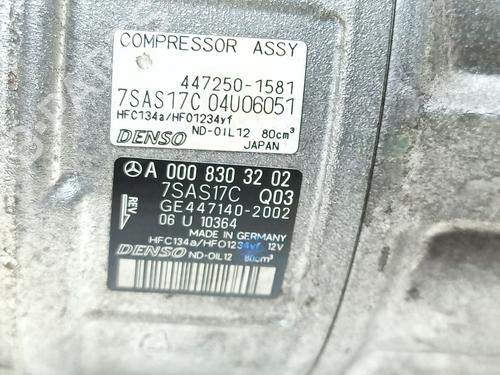 COMPRESSOR ASSY
447250-1581
7SAS17C 04U06051
HFC134a/HFO1234yf
DENSO ND-OIL12 80cm³
JAPAN
A 000 830 32 02
7SAS17C Q03
REV
GE447140-2002
06 U 10364
MADE IN GERMANY
HFC134a/HFO1234yf 12V
DENSO ND-OIL12 80cm³